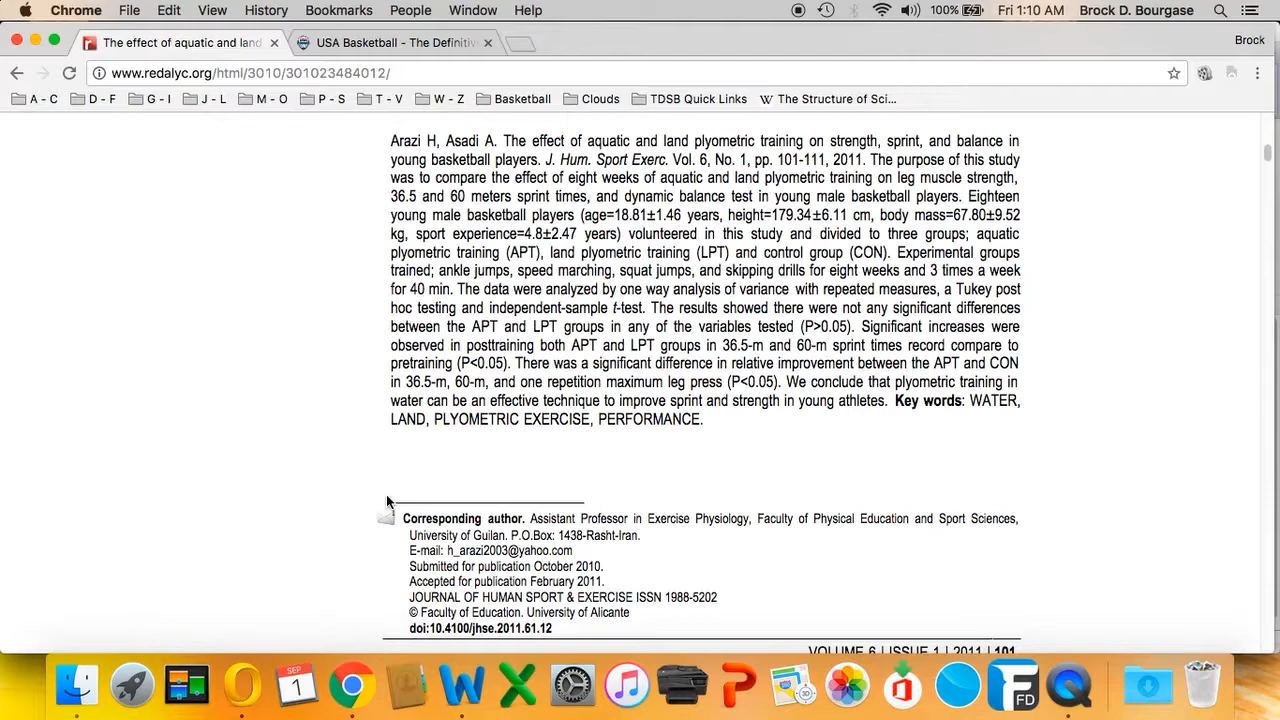 Chrome File Edit View History Bookmarks People Window Help 100% Fri 1:10 AM Brock D. Bourgase
The effect of aquatic and land USA Basketball - The Definitiv Brock
www.redalyc.org/html/3010/301023484012/
A - C D - F G - I J - L M - O P - S T - V W - Z Basketball Clouds TDSB Quick Links W The Structure of Sci...
Arazi H, Asadi A. The effect of aquatic and land plyometric training on strength, sprint, and balance in
young basketball players. J. Hum. Sport Exerc. Vol. 6, No. 1, pp. 101-111, 2011. The purpose of this study
was to compare the effect of eight weeks of aquatic and land plyometric training on leg muscle strength,
36.5 and 60 meters sprint times, and dynamic balance test in young male basketball players. Eighteen
young male basketball players (age=18.81±1.46 years, height=179.34±6.11 cm, body mass=67.80±9.52
kg, sport experience=4.8±2.47 years) volunteered in this study and divided to three groups; aquatic
plyometric training (APT), land plyometric training (LPT) and control group (CON). Experimental groups
trained; ankle jumps, speed marching, squat jumps, and skipping drills for eight weeks and 3 times a week
for 40 min. The data were analyzed by one way analysis of variance with repeated measures, a Tukey post
hoc testing and independent-sample t-test. The results showed there were not any significant differences
between the APT and LPT groups in any of the variables tested (P>0.05). Significant increases were
observed in posttraining both APT and LPT groups in 36.5-m and 60-m sprint times record compare to
pretraining (P<0.05). There was a significant difference in relative improvement between the APT and CON
in 36.5-m, 60-m, and one repetition maximum leg press (P<0.05). We conclude that plyometric training in
water can be an effective technique to improve sprint and strength in young athletes. Key words: WATER,
LAND, PLYOMETRIC EXERCISE, PERFORMANCE.
Corresponding author. Assistant Professor in Exercise Physiology, Faculty of Physical Education and Sport Sciences,
University of Guilan. P.O.Box: 1438-Rasht-Iran.
E-mail: h_arazi2003@yahoo.com
Submitted for publication October 2010.
Accepted for publication February 2011.
JOURNAL OF HUMAN SPORT & EXERCISE ISSN 1988-5202
© Faculty of Education. University of Alicante
doi:10.4100/jhse.2011.61.12
VOLUME 6 | ISSUE 1 | 2011 | 101
SEP
1
FD